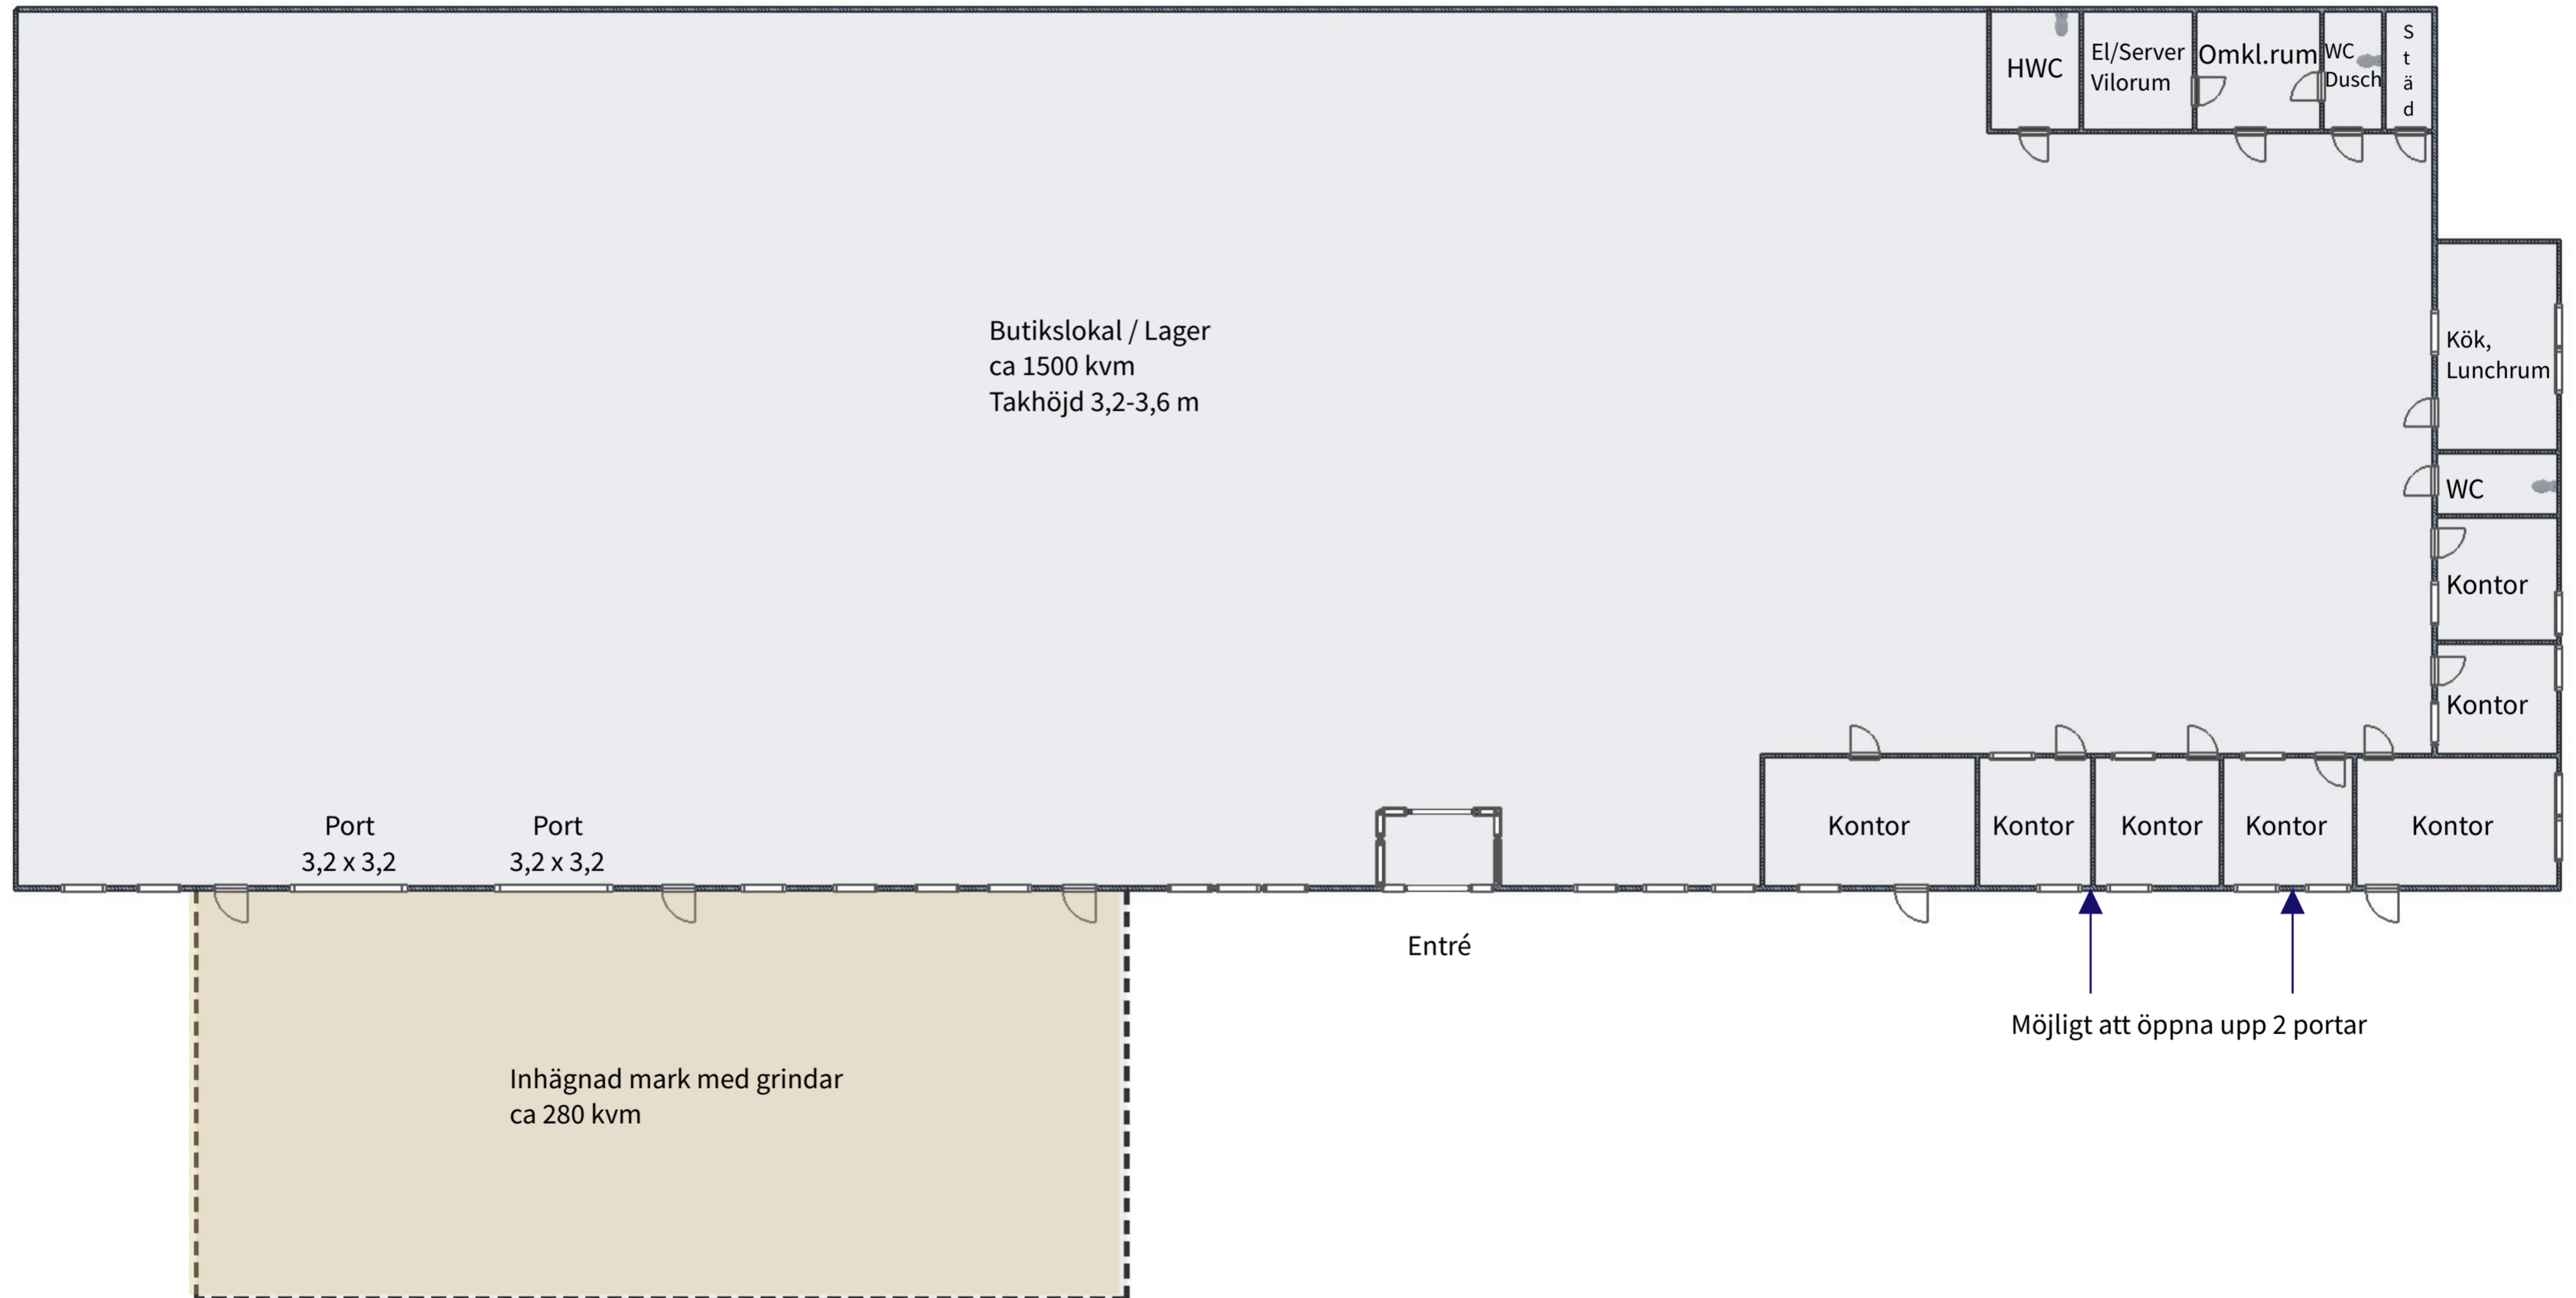 HWC
El/Server
Vilorum
Omkl.rum
WC
Dusch
Städ
Butikslokal / Lager
ca 1500 kvm
Takhöjd 3,2-3,6 m
Kök,
Lunchrum
WC
Kontor
Kontor
Port
3,2 x 3,2
Port
3,2 x 3,2
Kontor
Kontor
Kontor
Kontor
Kontor
Entré
Möjligt att öppna upp 2 portar
Inhägnad mark med grindar
ca 280 kvm